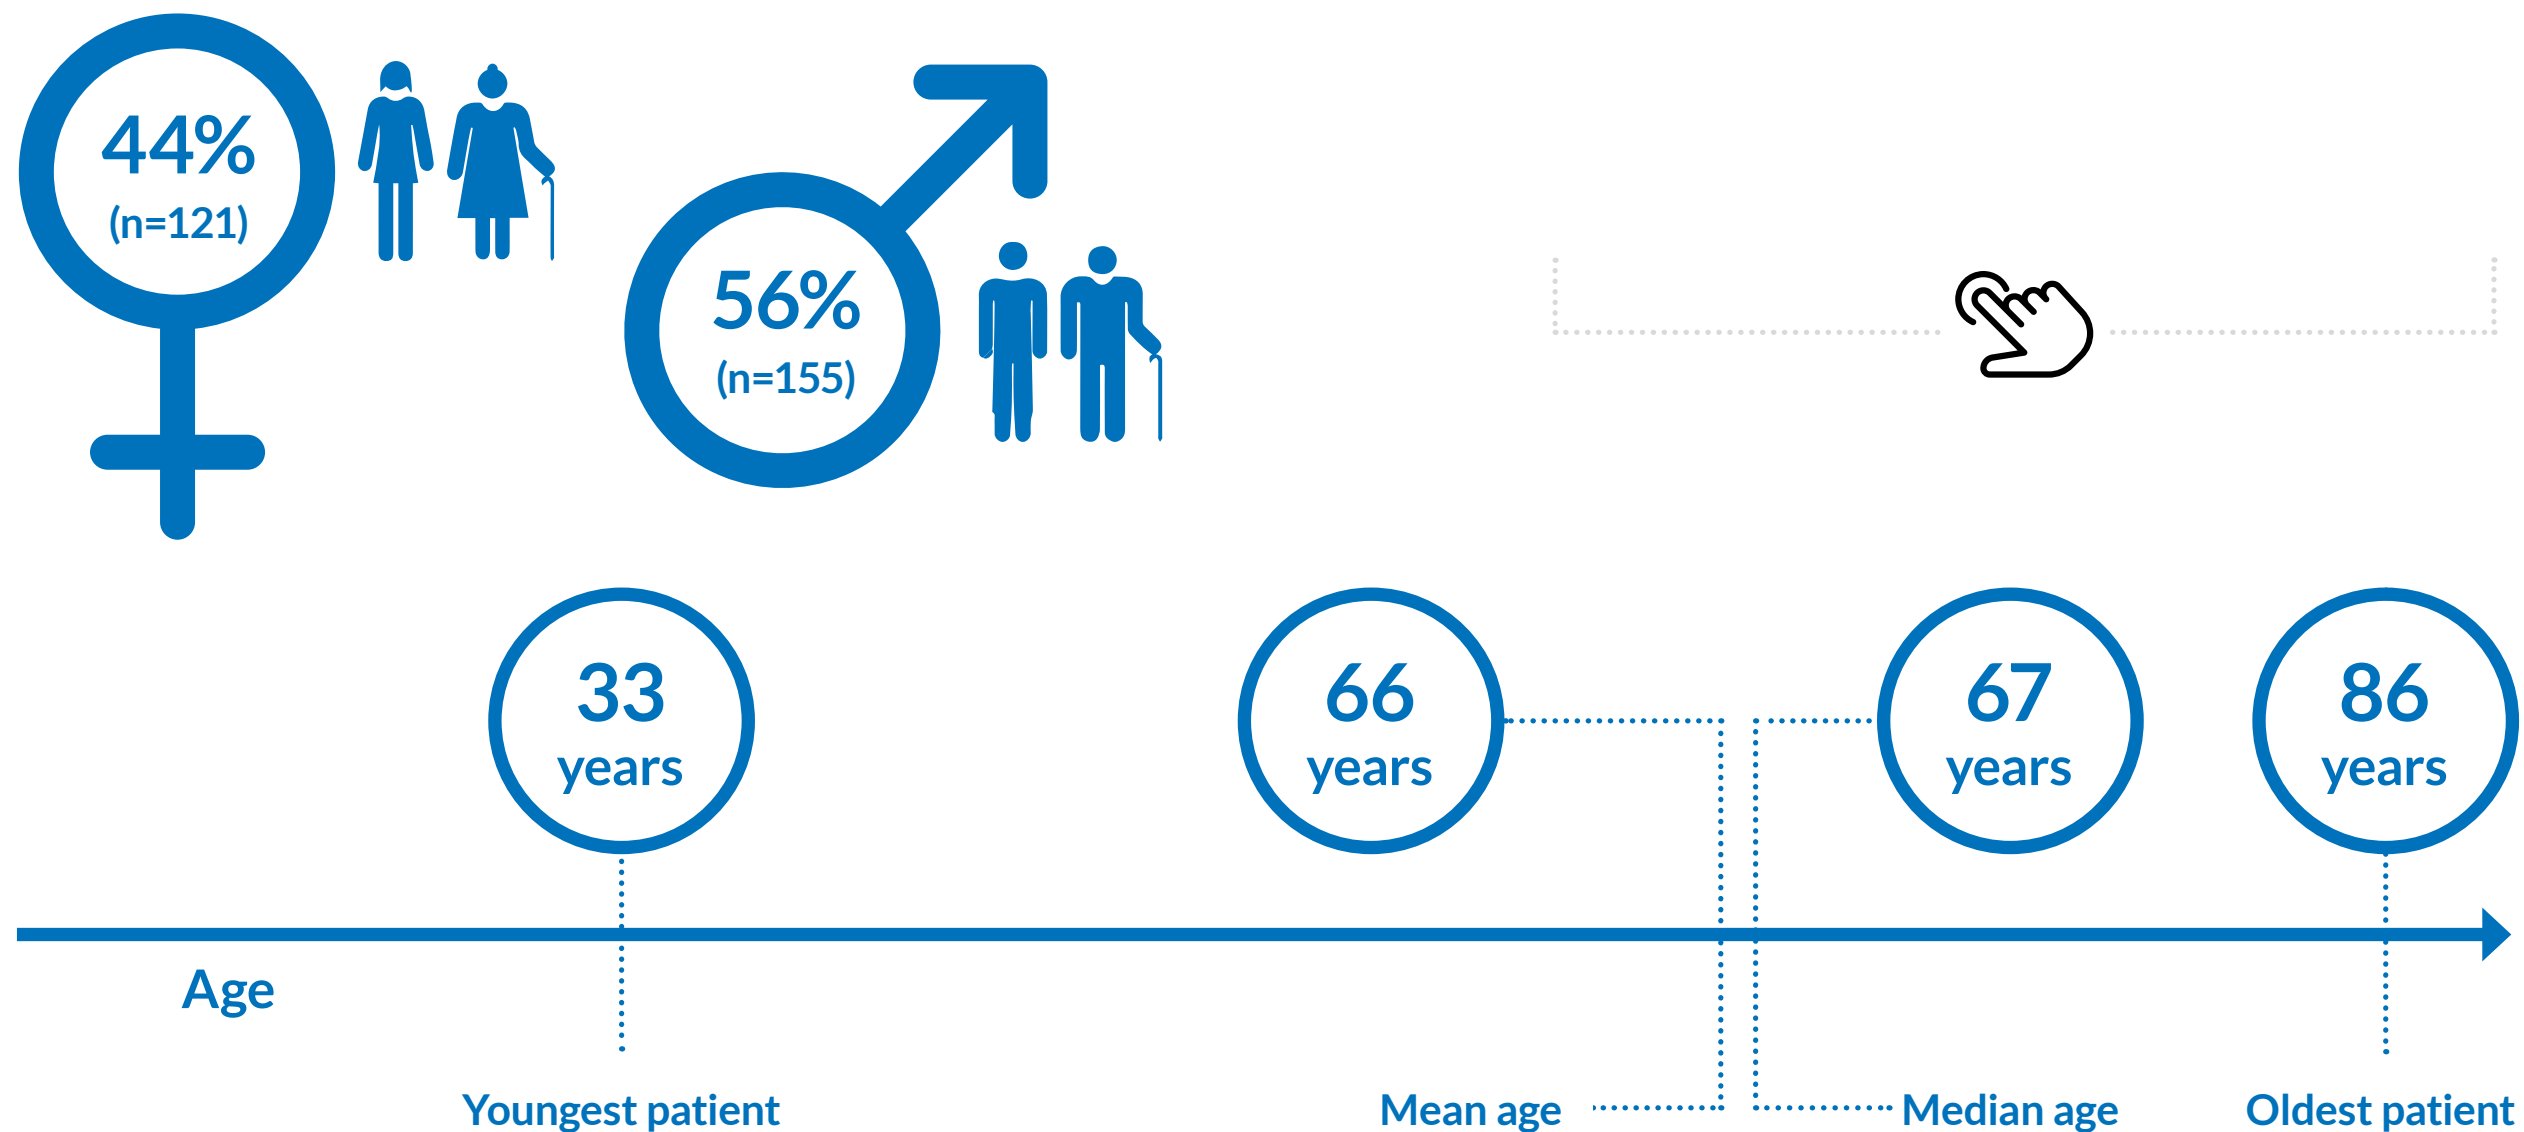 44%
(n=121)
56%
(n=155)
33
years
66
years
67
years
86
years
Age
Youngest patient
Mean age
Median age
Oldest patient